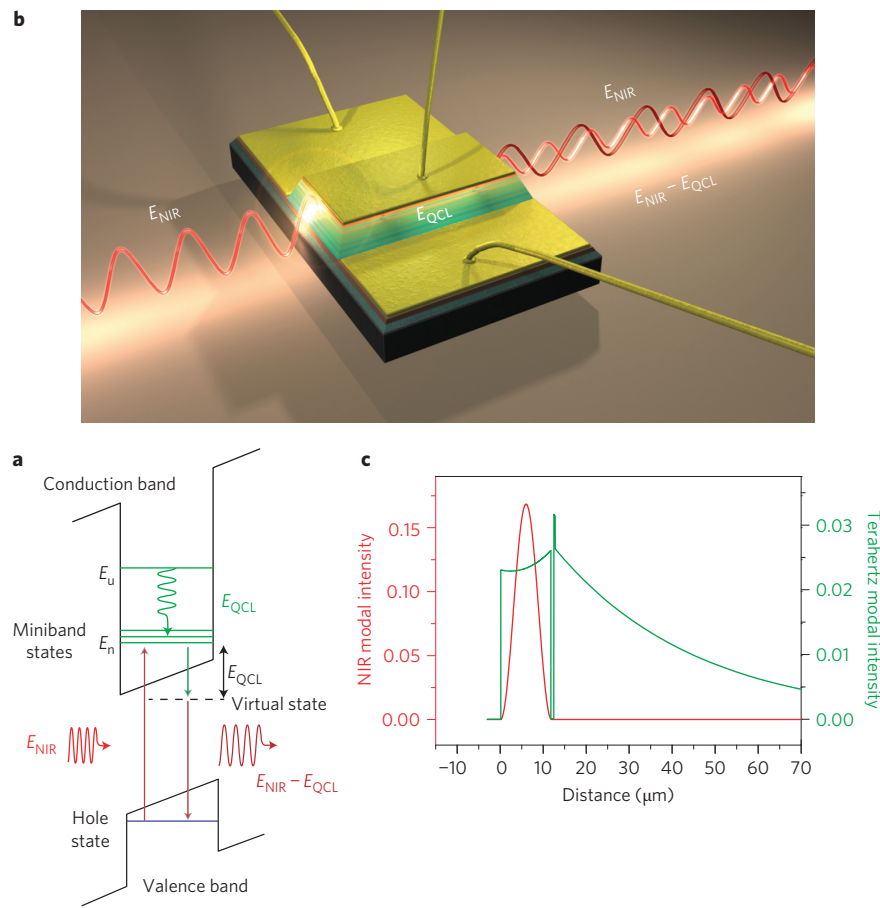 b
E_NIR
E_NIR
E_QCL
E_NIR − E_QCL
a
Conduction band
E_u
E_QCL
Miniband
states
E_n
E_QCL
Virtual state
E_NIR
E_NIR − E_QCL
Hole
state
Valence band
c
NIR modal intensity
0.15
0.10
0.05
0.00
Terahertz modal intensity
0.03
0.02
0.01
0.00
−10 0 10 20 30 40 50 60 70
Distance (μm)